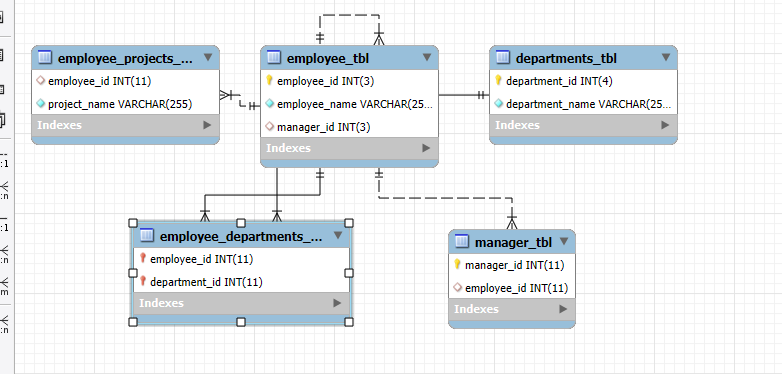 employee_projects_...
employee_id INT(11)
project_name VARCHAR(255)
Indexes
employee_tbl
employee_id INT(3)
employee_name VARCHAR(25...
manager_id INT(3)
Indexes
departments_tbl
department_id INT(4)
department_name VARCHAR(25...
Indexes
employee_departments_...
employee_id INT(11)
department_id INT(11)
Indexes
manager_tbl
manager_id INT(11)
employee_id INT(11)
Indexes
:1
:n
:1
:n
:m
:n